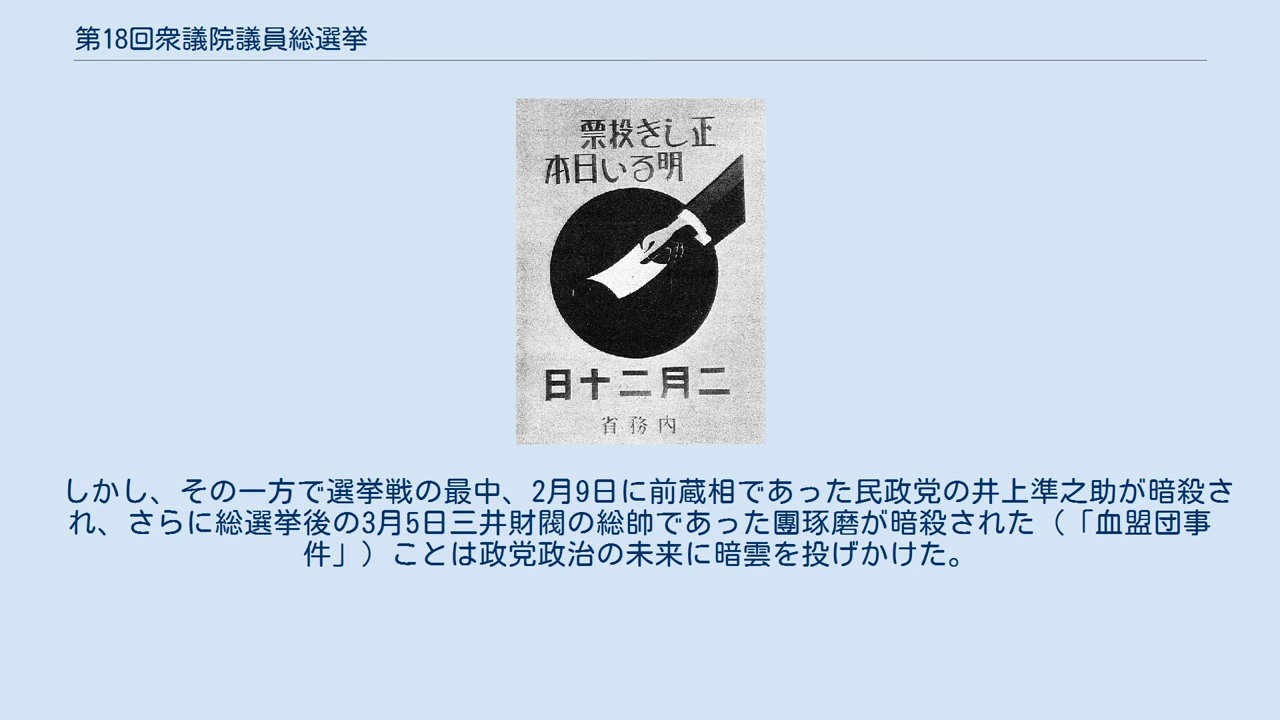 第18回衆議院議員総選挙
正しき投票
明るい日本
二月二十日
内務省
しかし、その一方で選挙戦の最中、2月9日に前蔵相であった民政党の井上準之助が暗殺さ
れ、さらに総選挙後の3月5日三井財閥の総帥であった團琢磨が暗殺された（「血盟団事
件」）ことは政党政治の未来に暗雲を投げかけた。